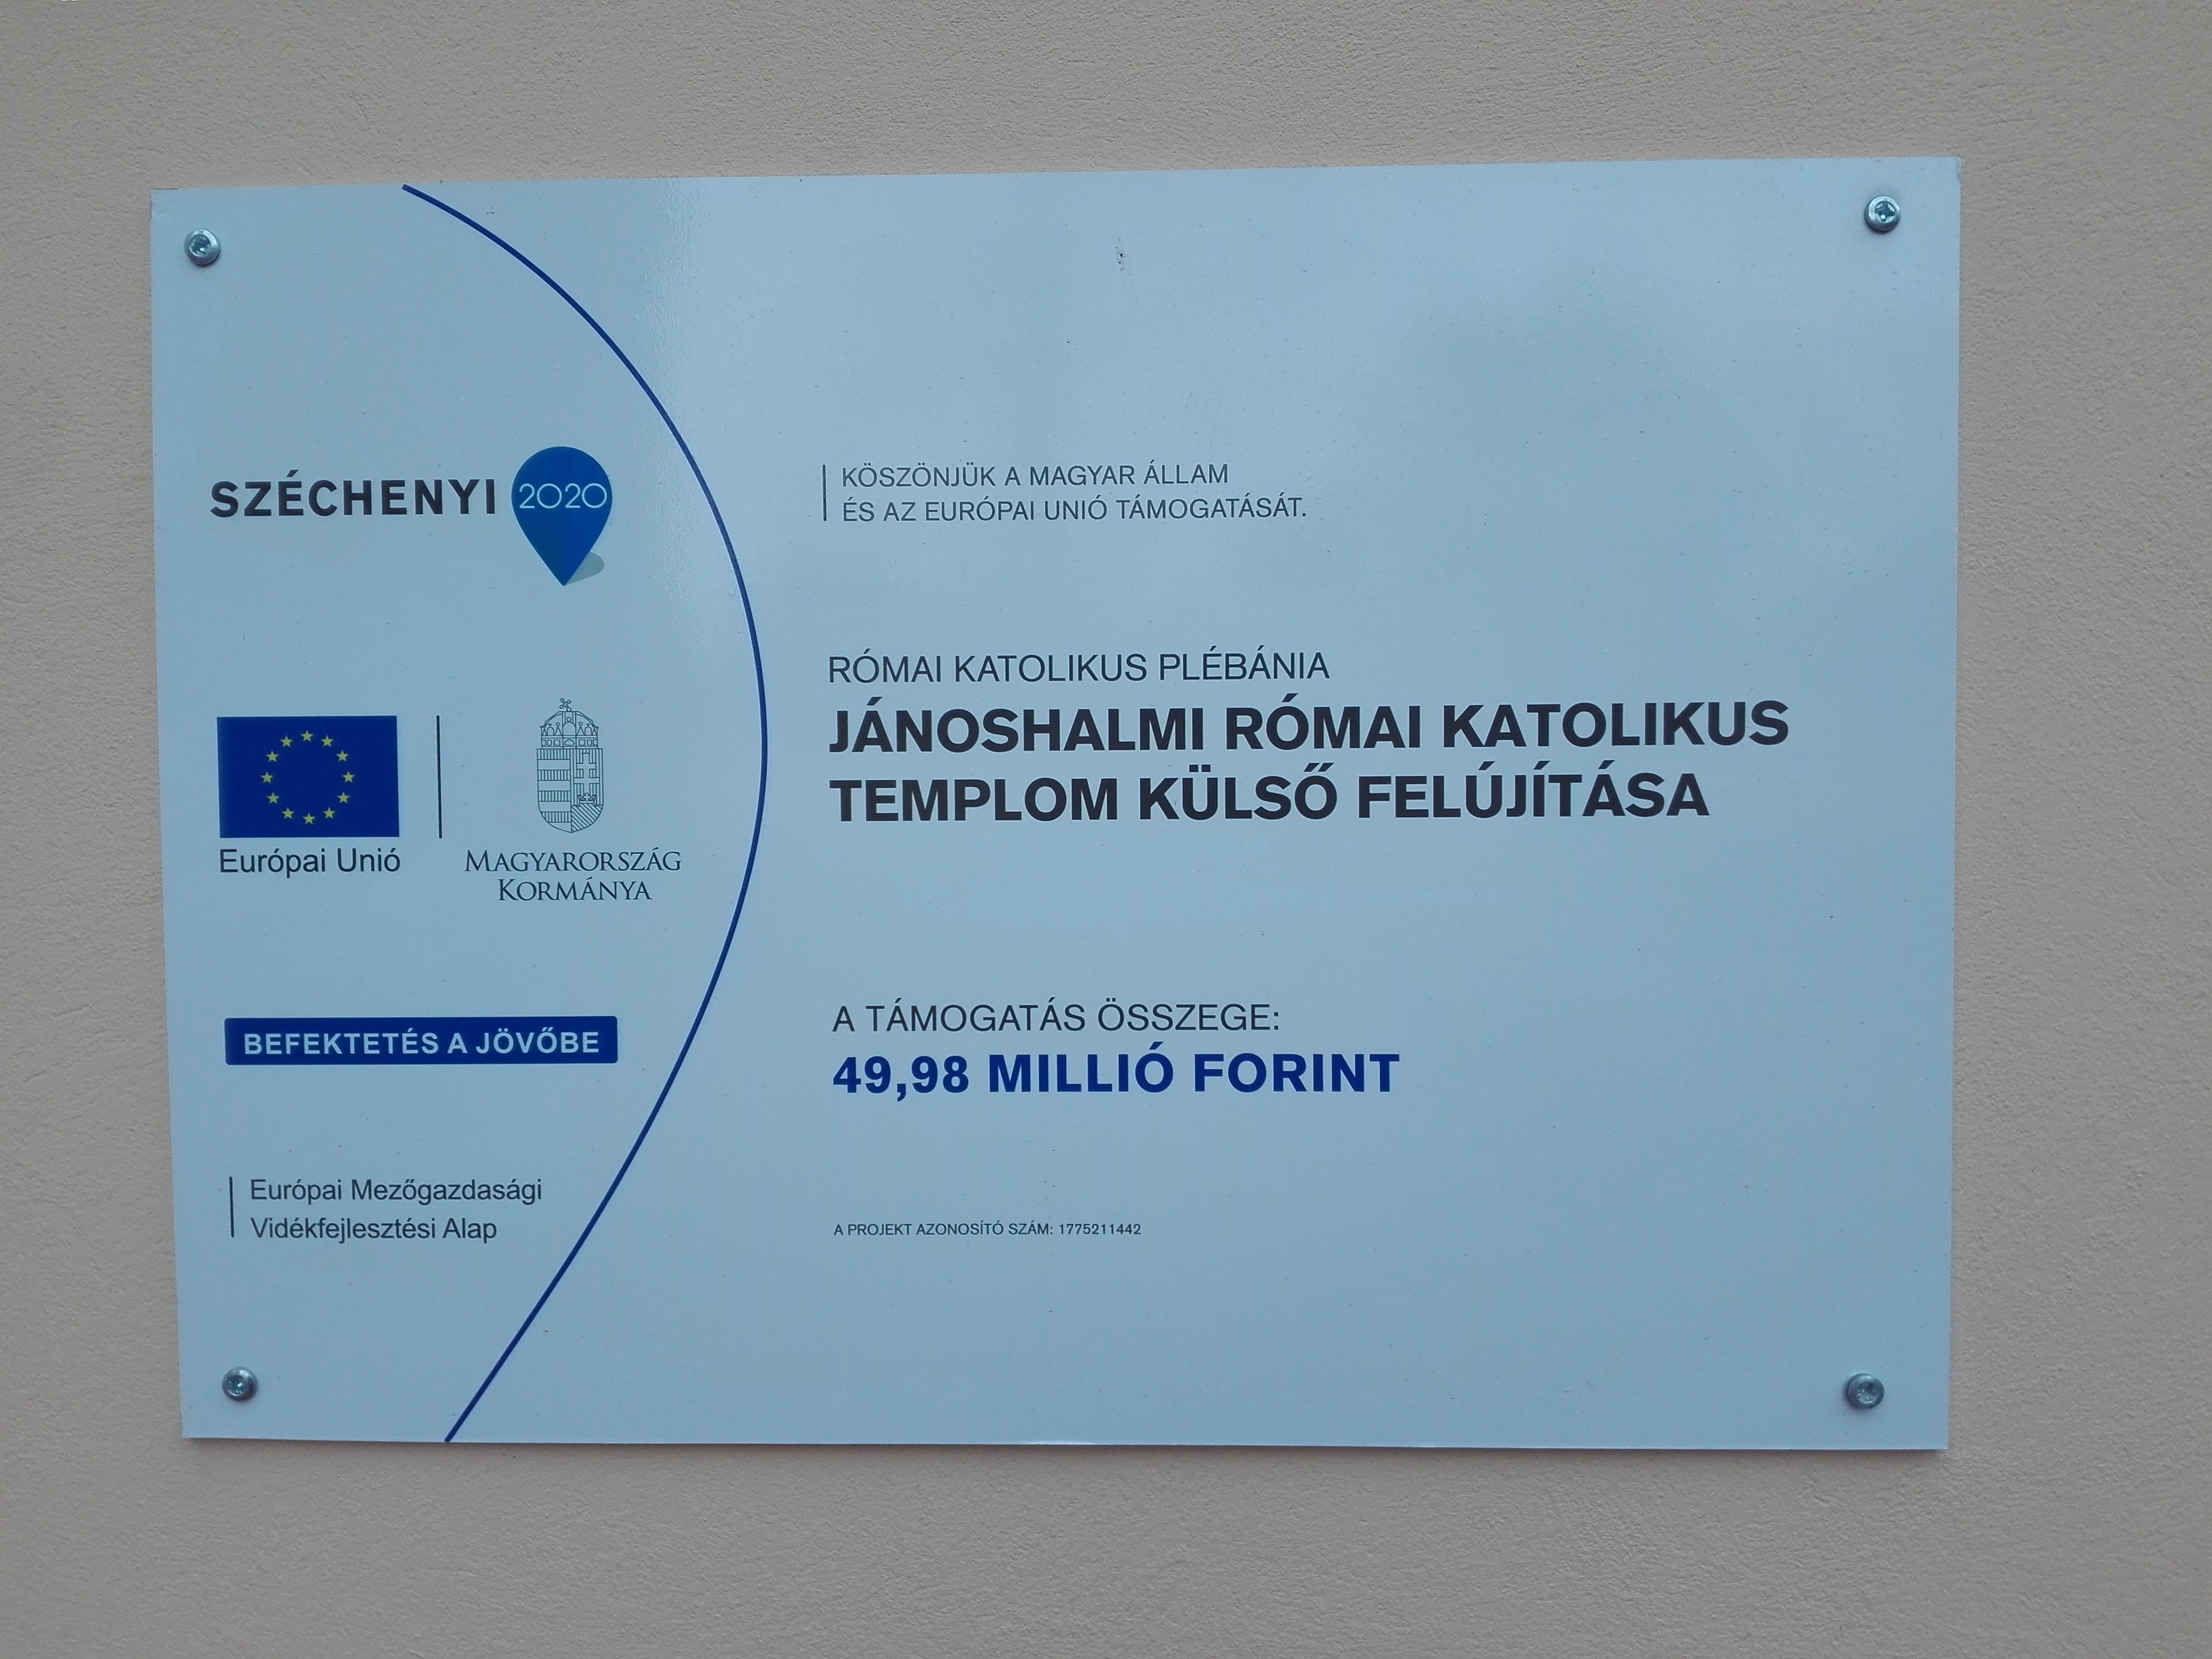 SZÉCHENYI 2020
Európai Unió
MAGYARORSZÁG
KORMÁNYA
BEFEKTETÉS A JÖVŐBE
Európai Mezőgazdasági
Vidékfejlesztési Alap
KÖSZÖNJÜK A MAGYAR ÁLLAM
ÉS AZ EURÓPAI UNIÓ TÁMOGATÁSÁT.
RÓMAI KATOLIKUS PLÉBÁNIA
JÁNOSHALMI RÓMAI KATOLIKUS
TEMPLOM KÜLSŐ FELÚJÍTÁSA
A TÁMOGATÁS ÖSSZEGE:
49,98 MILLIÓ FORINT
A PROJEKT AZONOSÍTÓ SZÁM: 1775211442